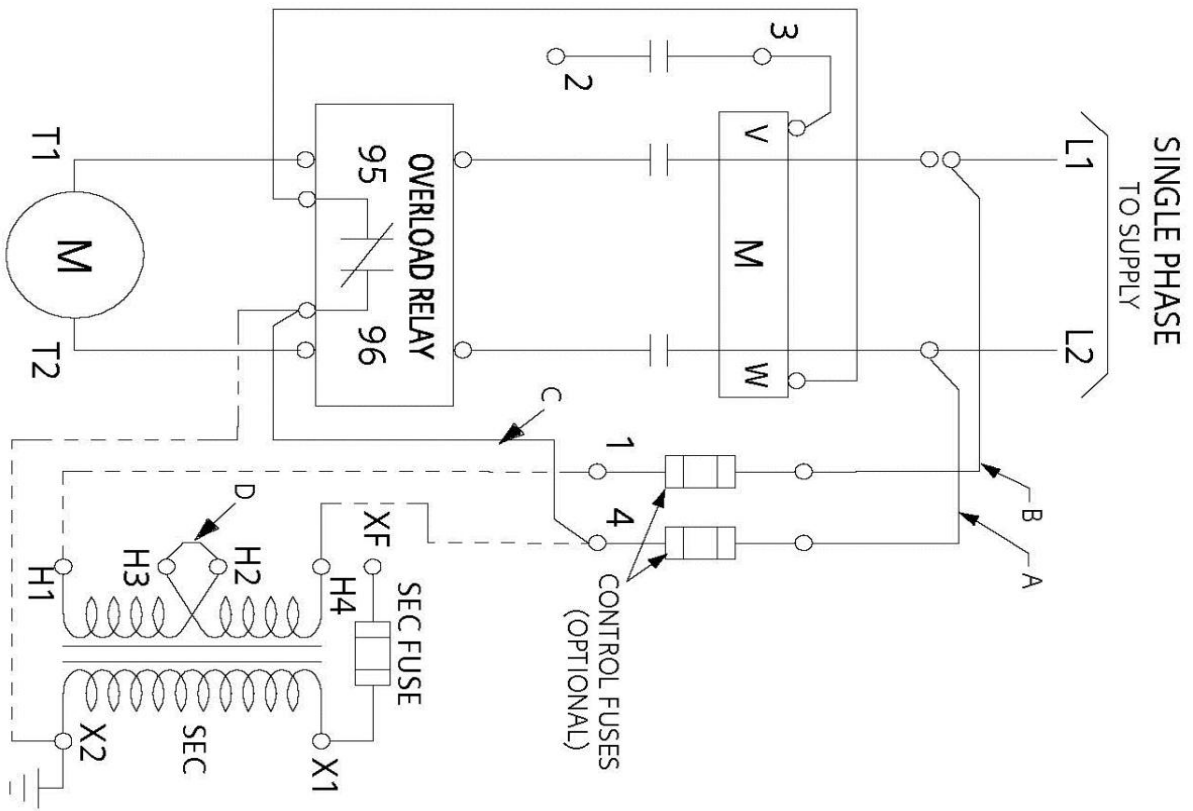 SINGLE PHASE
TO SUPPLY
L1
L2
3
2
V
M
W
OVERLOAD RELAY
95
96
T1
T2
M
A
B
C
D
1
4
CONTROL FUSES
(OPTIONAL)
SEC FUSE
XF
H1
H3
H2
H4
X2
SEC
X1